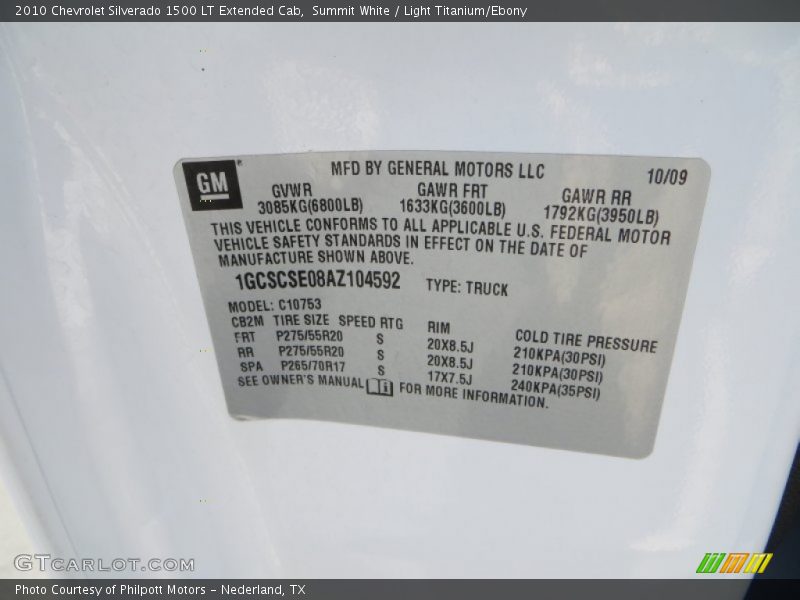 2010 Chevrolet Silverado 1500 LT Extended Cab,  Summit White / Light Titanium/Ebony
GM
MFD BY GENERAL MOTORS LLC 10/09
GVWR GAWR FRT GAWR RR
3085KG(6800LB) 1633KG(3600LB) 1792KG(3950LB)
THIS VEHICLE CONFORMS TO ALL APPLICABLE U.S. FEDERAL MOTOR
VEHICLE SAFETY STANDARDS IN EFFECT ON THE DATE OF
MANUFACTURE SHOWN ABOVE.
1GCSCSE08AZ104592 TYPE: TRUCK
MODEL: C10753
CB2M TIRE SIZE SPEED RTG RIM COLD TIRE PRESSURE
FRT P275/55R20 S 20X8.5J 210KPA(30PSI)
RR P275/55R20 S 20X8.5J 210KPA(30PSI)
SPA P265/70R17 S 17X7.5J 240KPA(35PSI)
SEE OWNER'S MANUAL FOR MORE INFORMATION.
GTCARLOT.COM
Photo Courtesy of Philpott Motors - Nederland, TX